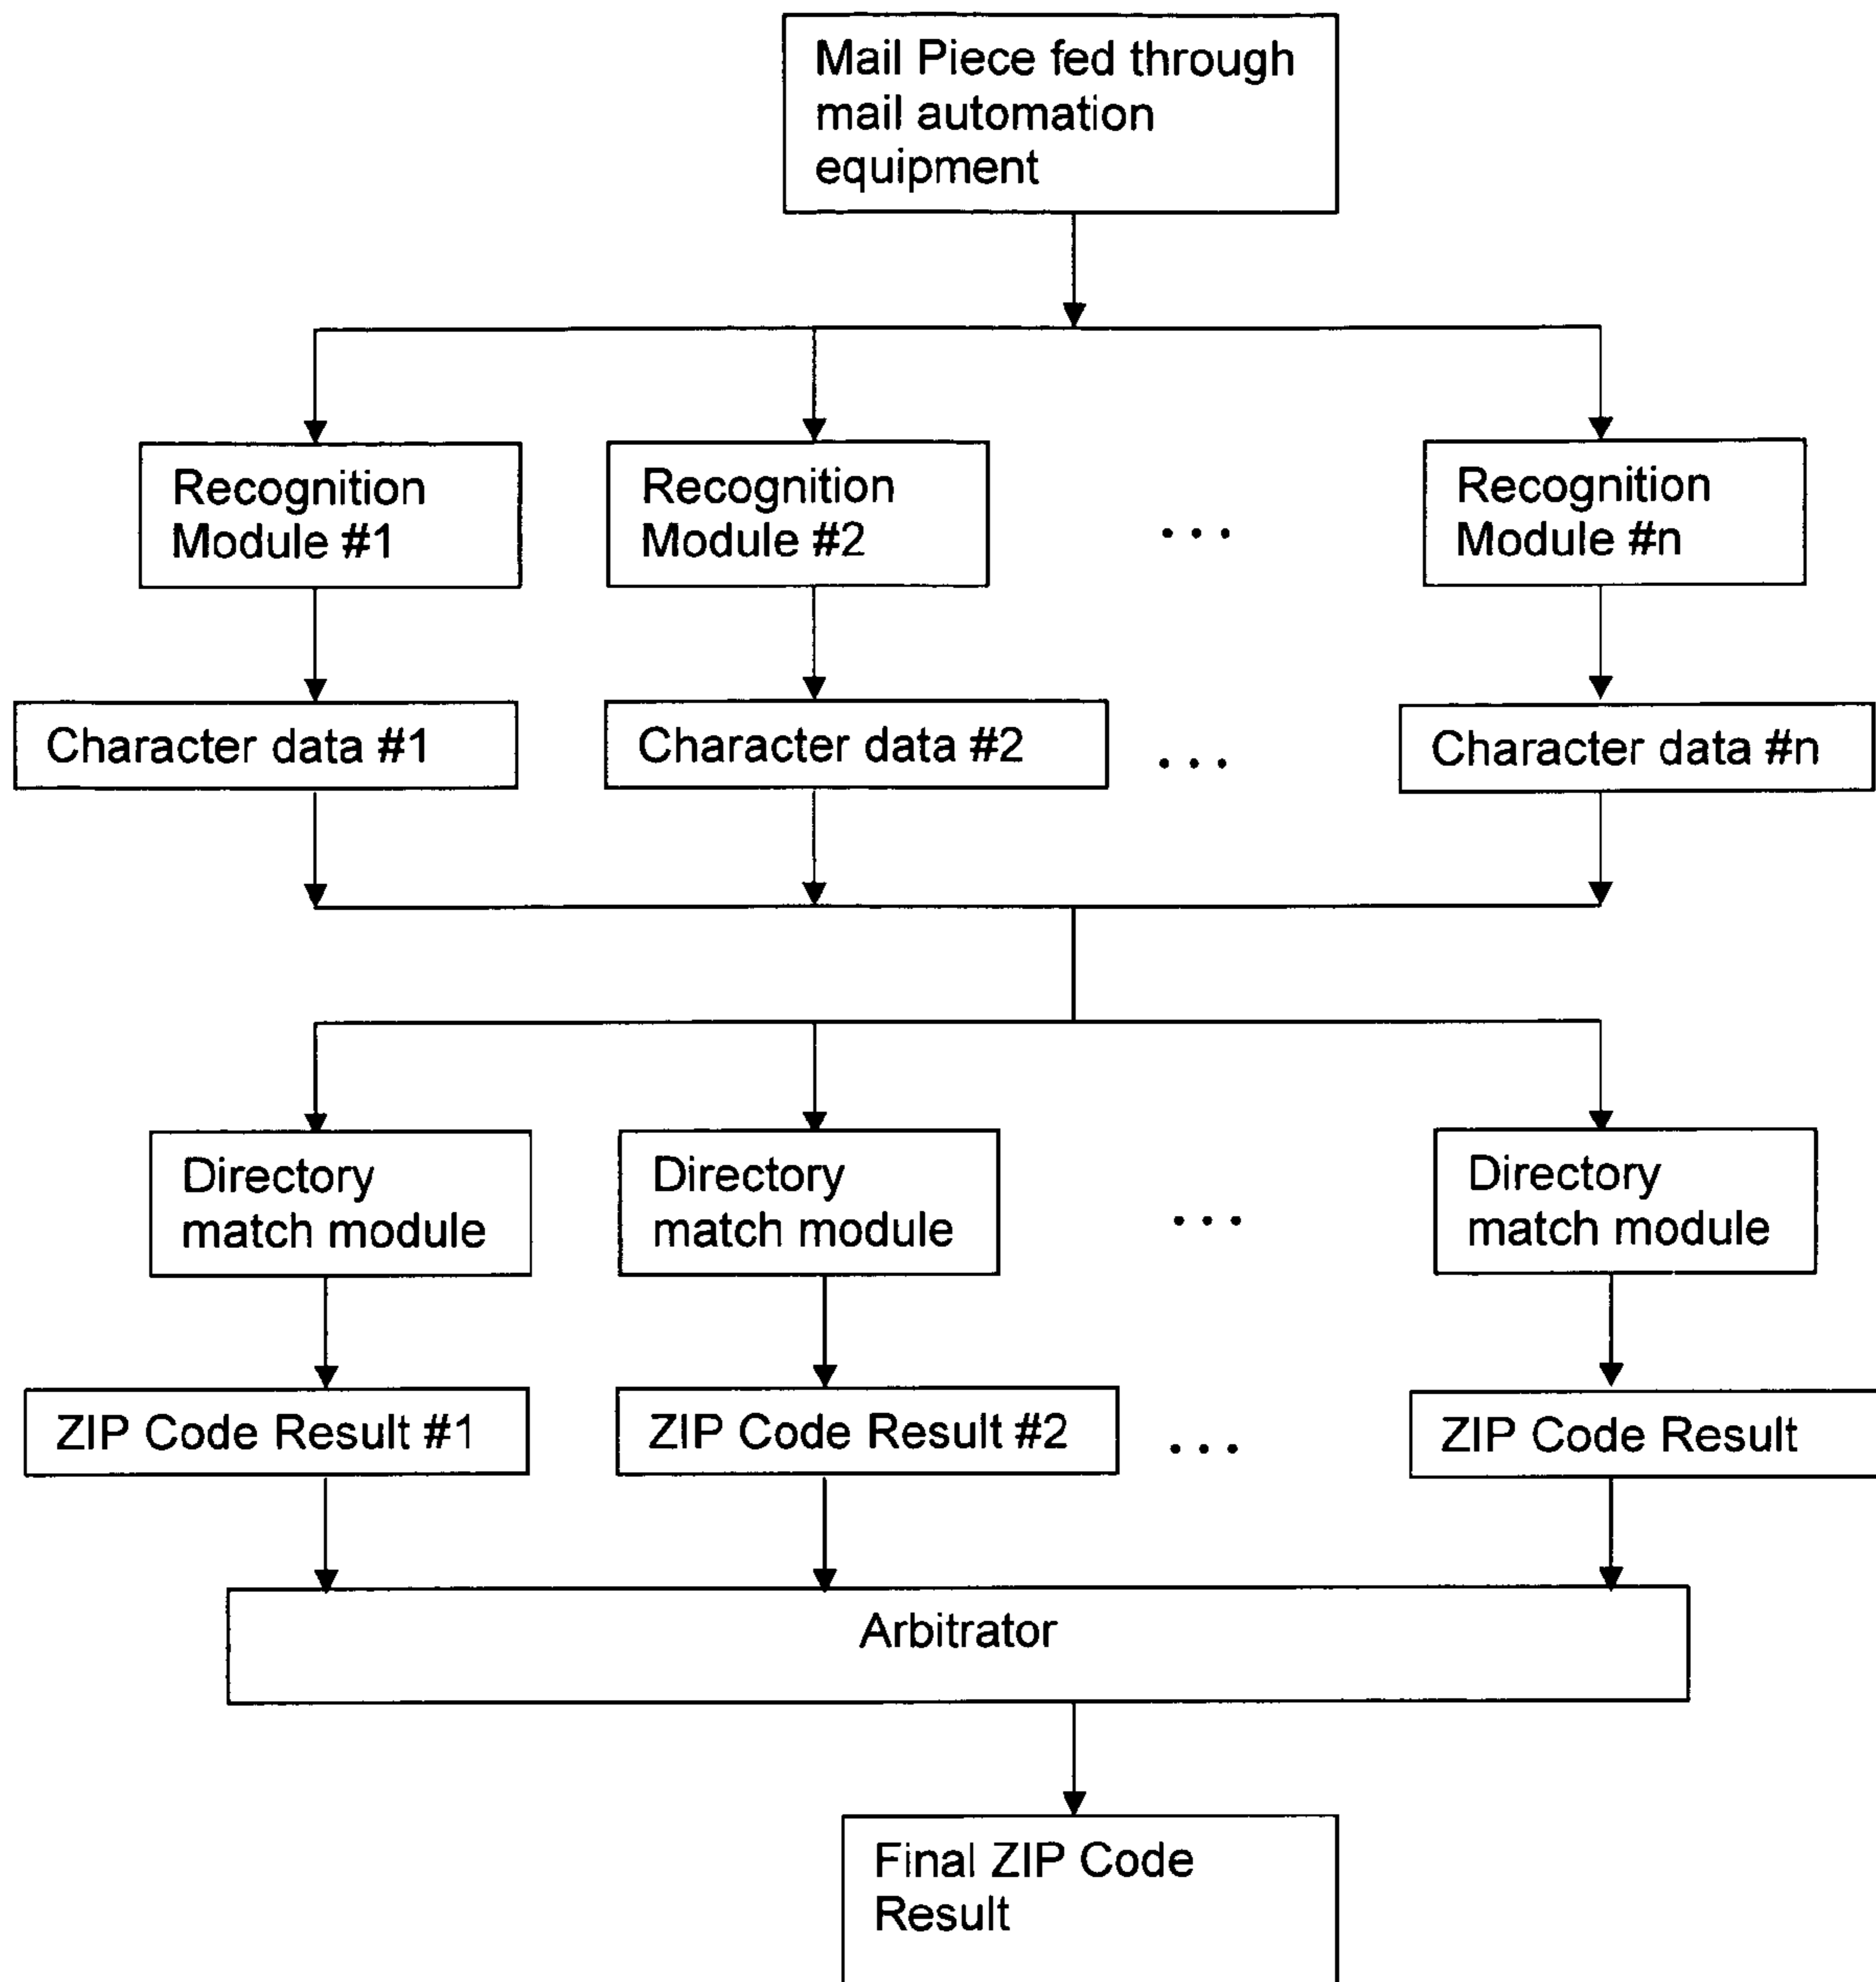 Mail Piece fed through
mail automation
equipment
Recognition
Module #1
Recognition
Module #2
...
Recognition
Module #n
Character data #1
Character data #2
...
Character data #n
Directory
match module
Directory
match module
...
Directory
match module
ZIP Code Result #1
ZIP Code Result #2
...
ZIP Code Result
Arbitrator
Final ZIP Code
Result